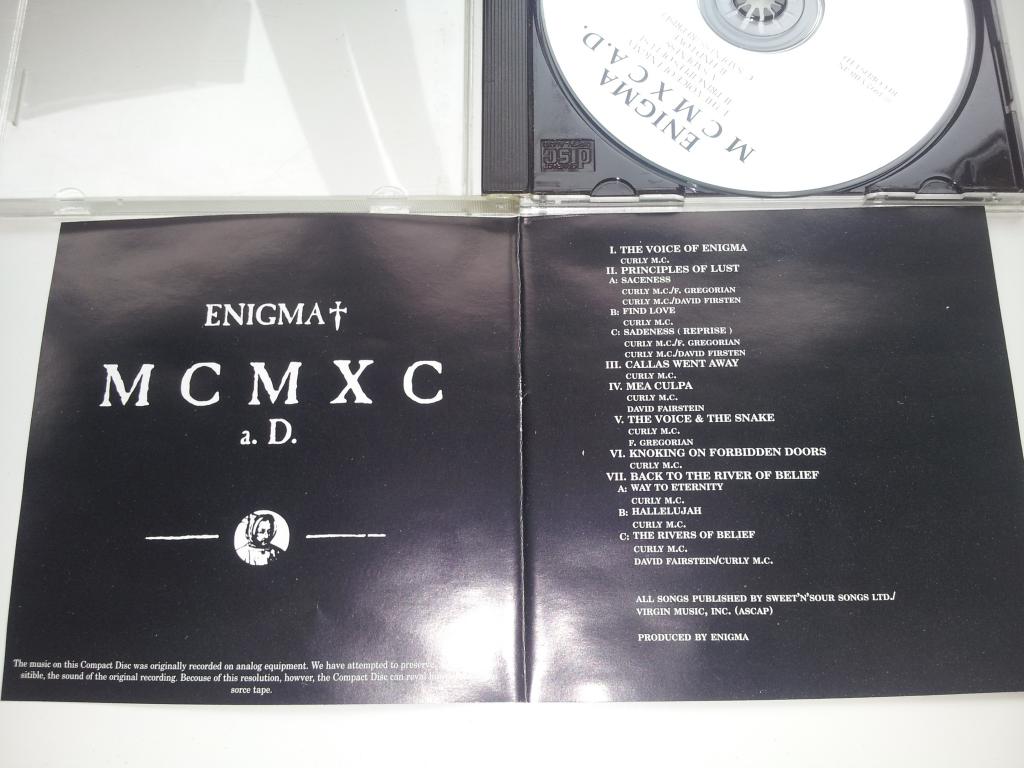 ENIGMA
M C M X C A.D.
ENIGMA†
M C M X C
a. D.
The music on this Compact Disc was originally recorded on analog equipment. We have attempted to preserve,
sitible, the sound of the original recording. Becouse of this resolution, howver, the Compact Disc can
sorce tape.
I. THE VOICE OF ENIGMA
CURLY M.C.
II. PRINCIPLES OF LUST
A: SACENESS
CURLY M.C./F. GREGORIAN
CURLY M.C./DAVID FIRSTEN
B: FIND LOVE
CURLY M.C.
C: SADENESS ( REPRISE )
CURLY M.C./F. GREGORIAN
CURLY M.C./DAVID FIRSTEN
III. CALLAS WENT AWAY
CURLY M.C.
IV. MEA CULPA
CURLY M.C.
DAVID FAIRSTEIN
V. THE VOICE & THE SNAKE
CURLY M.C.
F. GREGORIAN
VI. KNOKING ON FORBIDDEN DOORS
CURLY M.C.
VII. BACK TO THE RIVER OF BELIEF
A: WAY TO ETERNITY
CURLY M.C.
B: HALLELUJAH
CURLY M.C.
C: THE RIVERS OF BELIEF
CURLY M.C.
DAVID FAIRSTEIN/CURLY M.C.
ALL SONGS PUBLISHED BY SWEET'N'SOUR SONGS LTD./
VIRGIN MUSIC, INC. (ASCAP)
PRODUCED BY ENIGMA